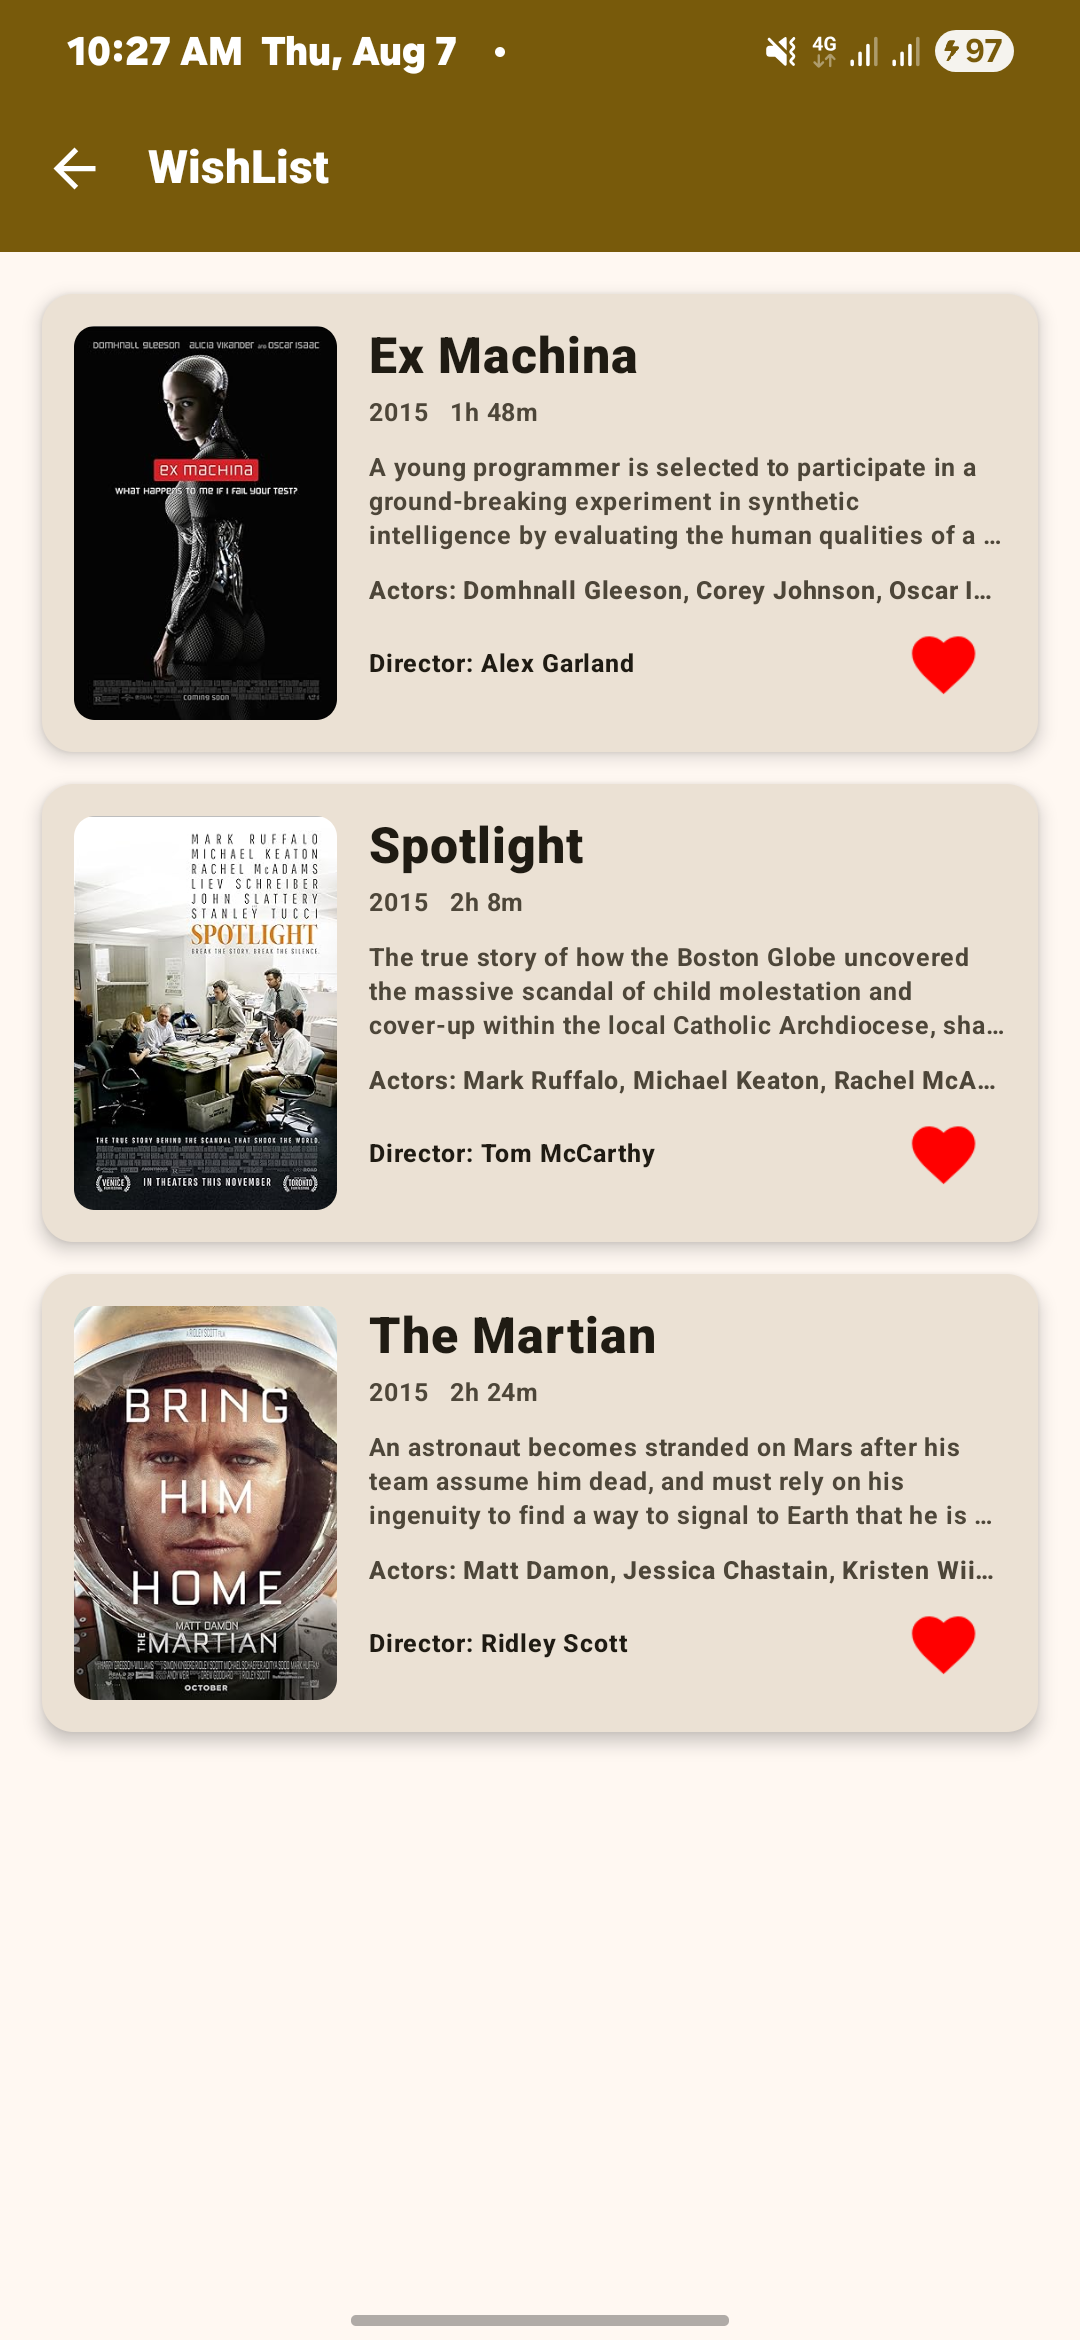 10:27 AM Thu, Aug 7
4G
97
WishList
DOMHNALL GLEESON ALICIA VIKANDER AND OSCAR ISAAC
ex machina
WHAT HAPPENS TO ME IF I FAIL YOUR TEST?
COMING SOON
Ex Machina
2015 1h 48m
A young programmer is selected to participate in a
ground-breaking experiment in synthetic
intelligence by evaluating the human qualities of a ...
Actors: Domhnall Gleeson, Corey Johnson, Oscar I...
Director: Alex Garland
MARK RUFFALO
MICHAEL KEATON
RACHEL McADAMS
LIEV SCHREIBER
JOHN SLATTERY
STANLEY TUCCI
SPOTLIGHT
BREAK THE STORY. BREAK THE SILENCE.
THE TRUE STORY BEHIND THE SCANDAL THAT SHOOK THE WORLD.
VENICE
IN THEATERS THIS NOVEMBER
TORONTO
Spotlight
2015 2h 8m
The true story of how the Boston Globe uncovered
the massive scandal of child molestation and
cover-up within the local Catholic Archdiocese, sha...
Actors: Mark Ruffalo, Michael Keaton, Rachel McA...
Director: Tom McCarthy
BRING
HIM
HOME
MATT DAMON
THE MARTIAN
OCTOBER
The Martian
2015 2h 24m
An astronaut becomes stranded on Mars after his
team assume him dead, and must rely on his
ingenuity to find a way to signal to Earth that he is ...
Actors: Matt Damon, Jessica Chastain, Kristen Wii...
Director: Ridley Scott